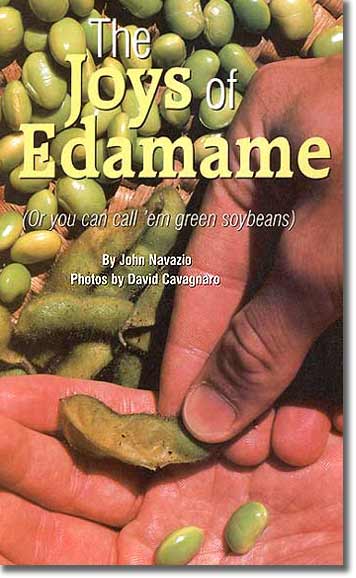 The
Joys of
Edamame
(Or you can call 'em green soybeans)
By John Navazio
Photos by David Cavagnaro